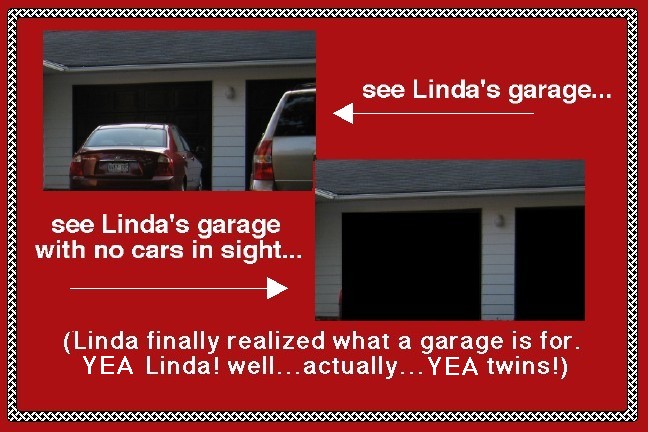 see Linda's garage...
see Linda's garage
with no cars in sight...
(Linda finally realized what a garage is for.
YEA Linda! well...actually...YEA twins!)